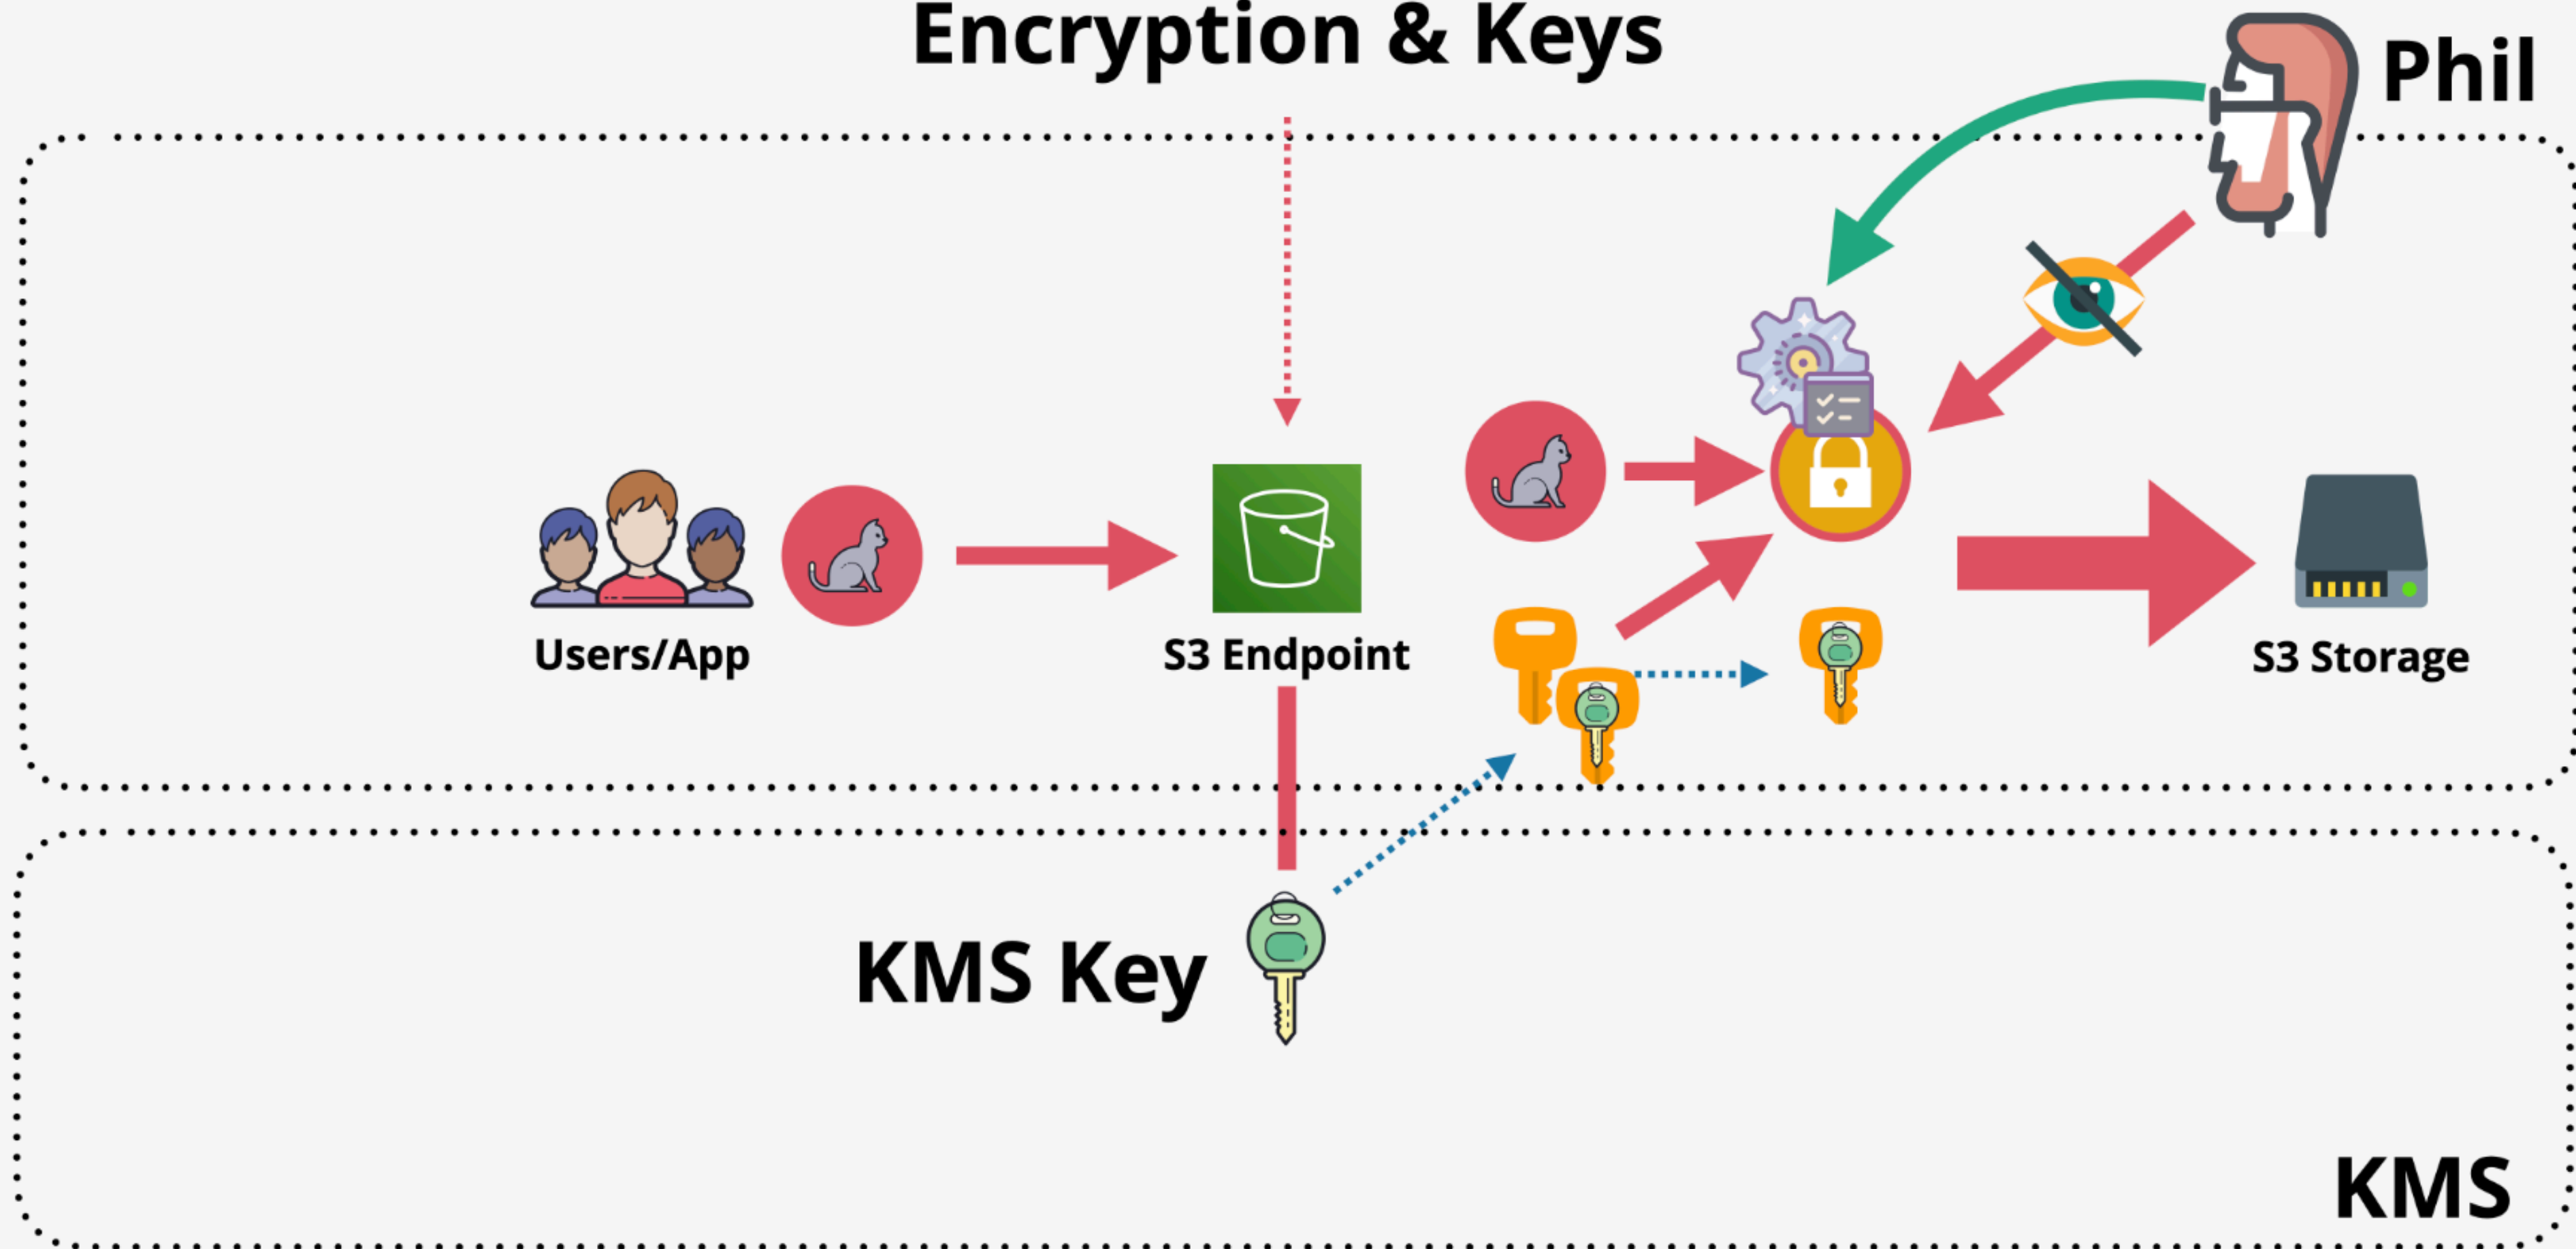 Encryption & Keys
Phil
Users/App
S3 Endpoint
S3 Storage
KMS Key
KMS